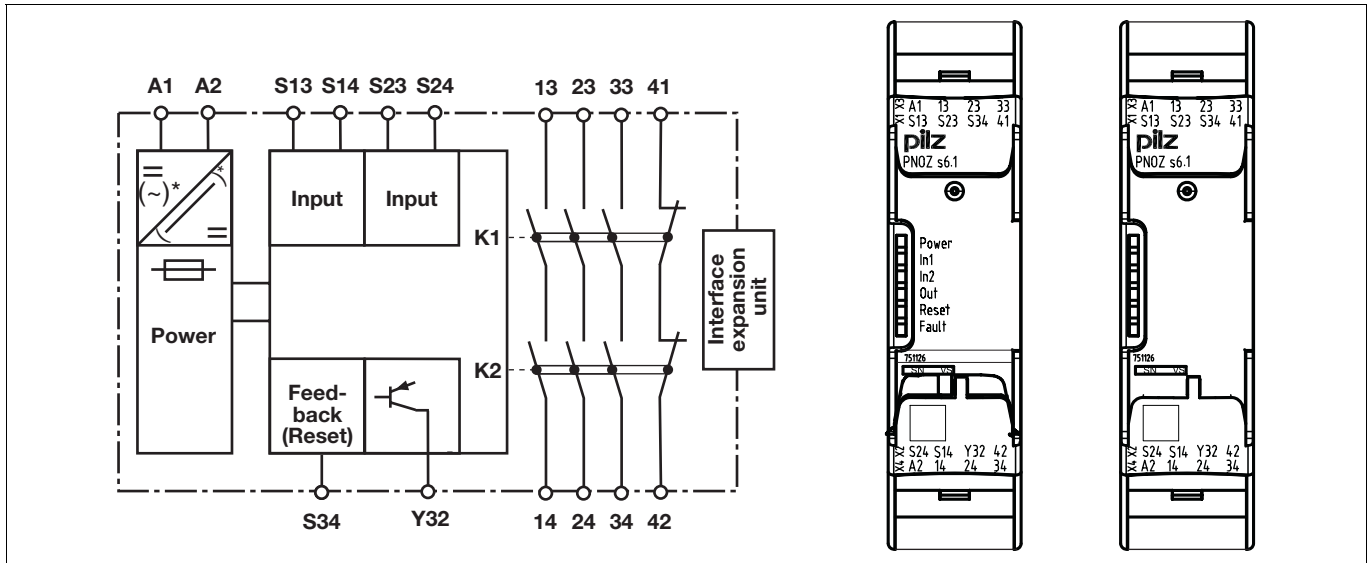 A1 A2 S13 S14 S23 S24 13 23 33 41
=
(~)*
*
=
Input Input
K1
Power
Interface
expansion
unit
K2
Feed-
back
(Reset)
S34 Y32 14 24 34 42
X3 A1 13 23 33
X1 S13 S23 S34 41
pilz
PNOZ s6.1
Power
In1
In2
Out
Reset
Fault
751126
SN VS
X2 S24 S14 Y32 42
X4 A2 14 24 34
X3 A1 13 23 33
X1 S13 S23 S34 41
pilz
PNOZ s6.1
751126
SN VS
X2 S24 S14 Y32 42
X4 A2 14 24 34